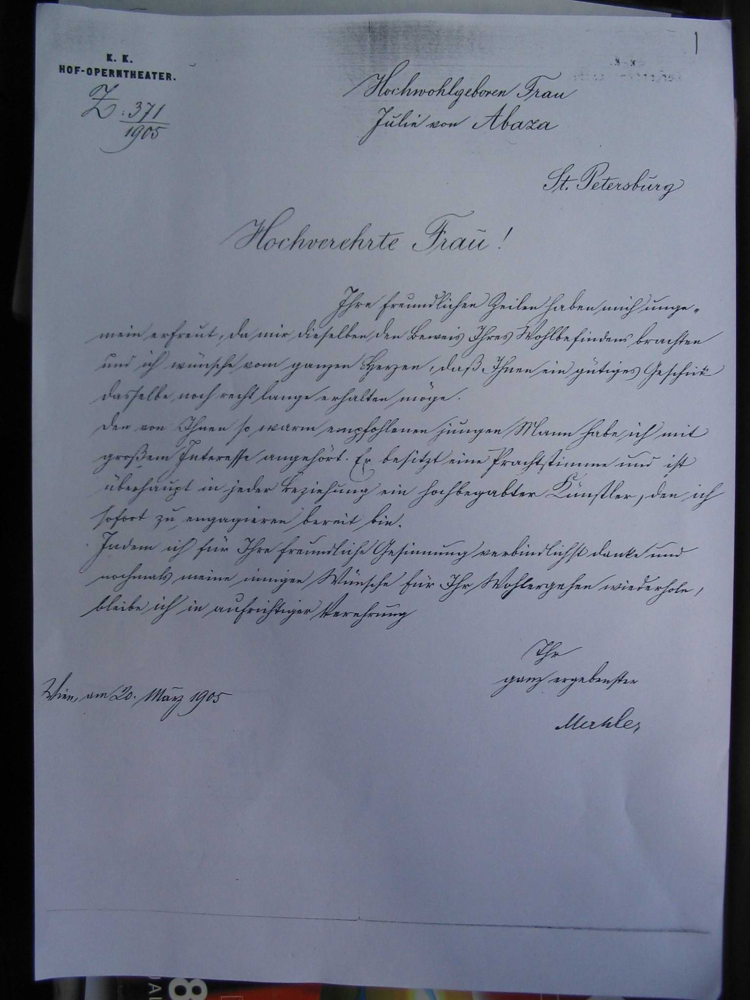 K. K.
HOF-OPERNTHEATER.
Z: 371
1905
Hochwohlgeboren Frau
Julie von Abaza
St. Petersburg
Hochverehrte Frau!
Ihre freundlichen Zeilen haben mich unge„
mein erfreut, da mir dieselben den Beweis Ihres Wohlbefindens brachten
und ich wünsche vom ganzen Herzen, daß Ihnen ein gütiges Geschick
dasselbe noch recht lange erhalten möge.
Den von Ihnen so warm empfohlenen jungen Mann habe ich mit
großem Interesse angehört. Er besitzt eine Prachtstimme und ist
überhaupt in jeder Beziehung ein hochbegabter Künstler, den ich
sofort zu engagieren bereit bin.
Indem ich für Ihre freundliche Gesinnung verbindlichst danke und
nochmals meine innigen Wünsche für Ihr Wohlergehen wiederhole,
bleibe ich in aufrichtiger Verehrung
Ihr
ganz ergebenster
Wien, am 20. März 1905
Mahler
8